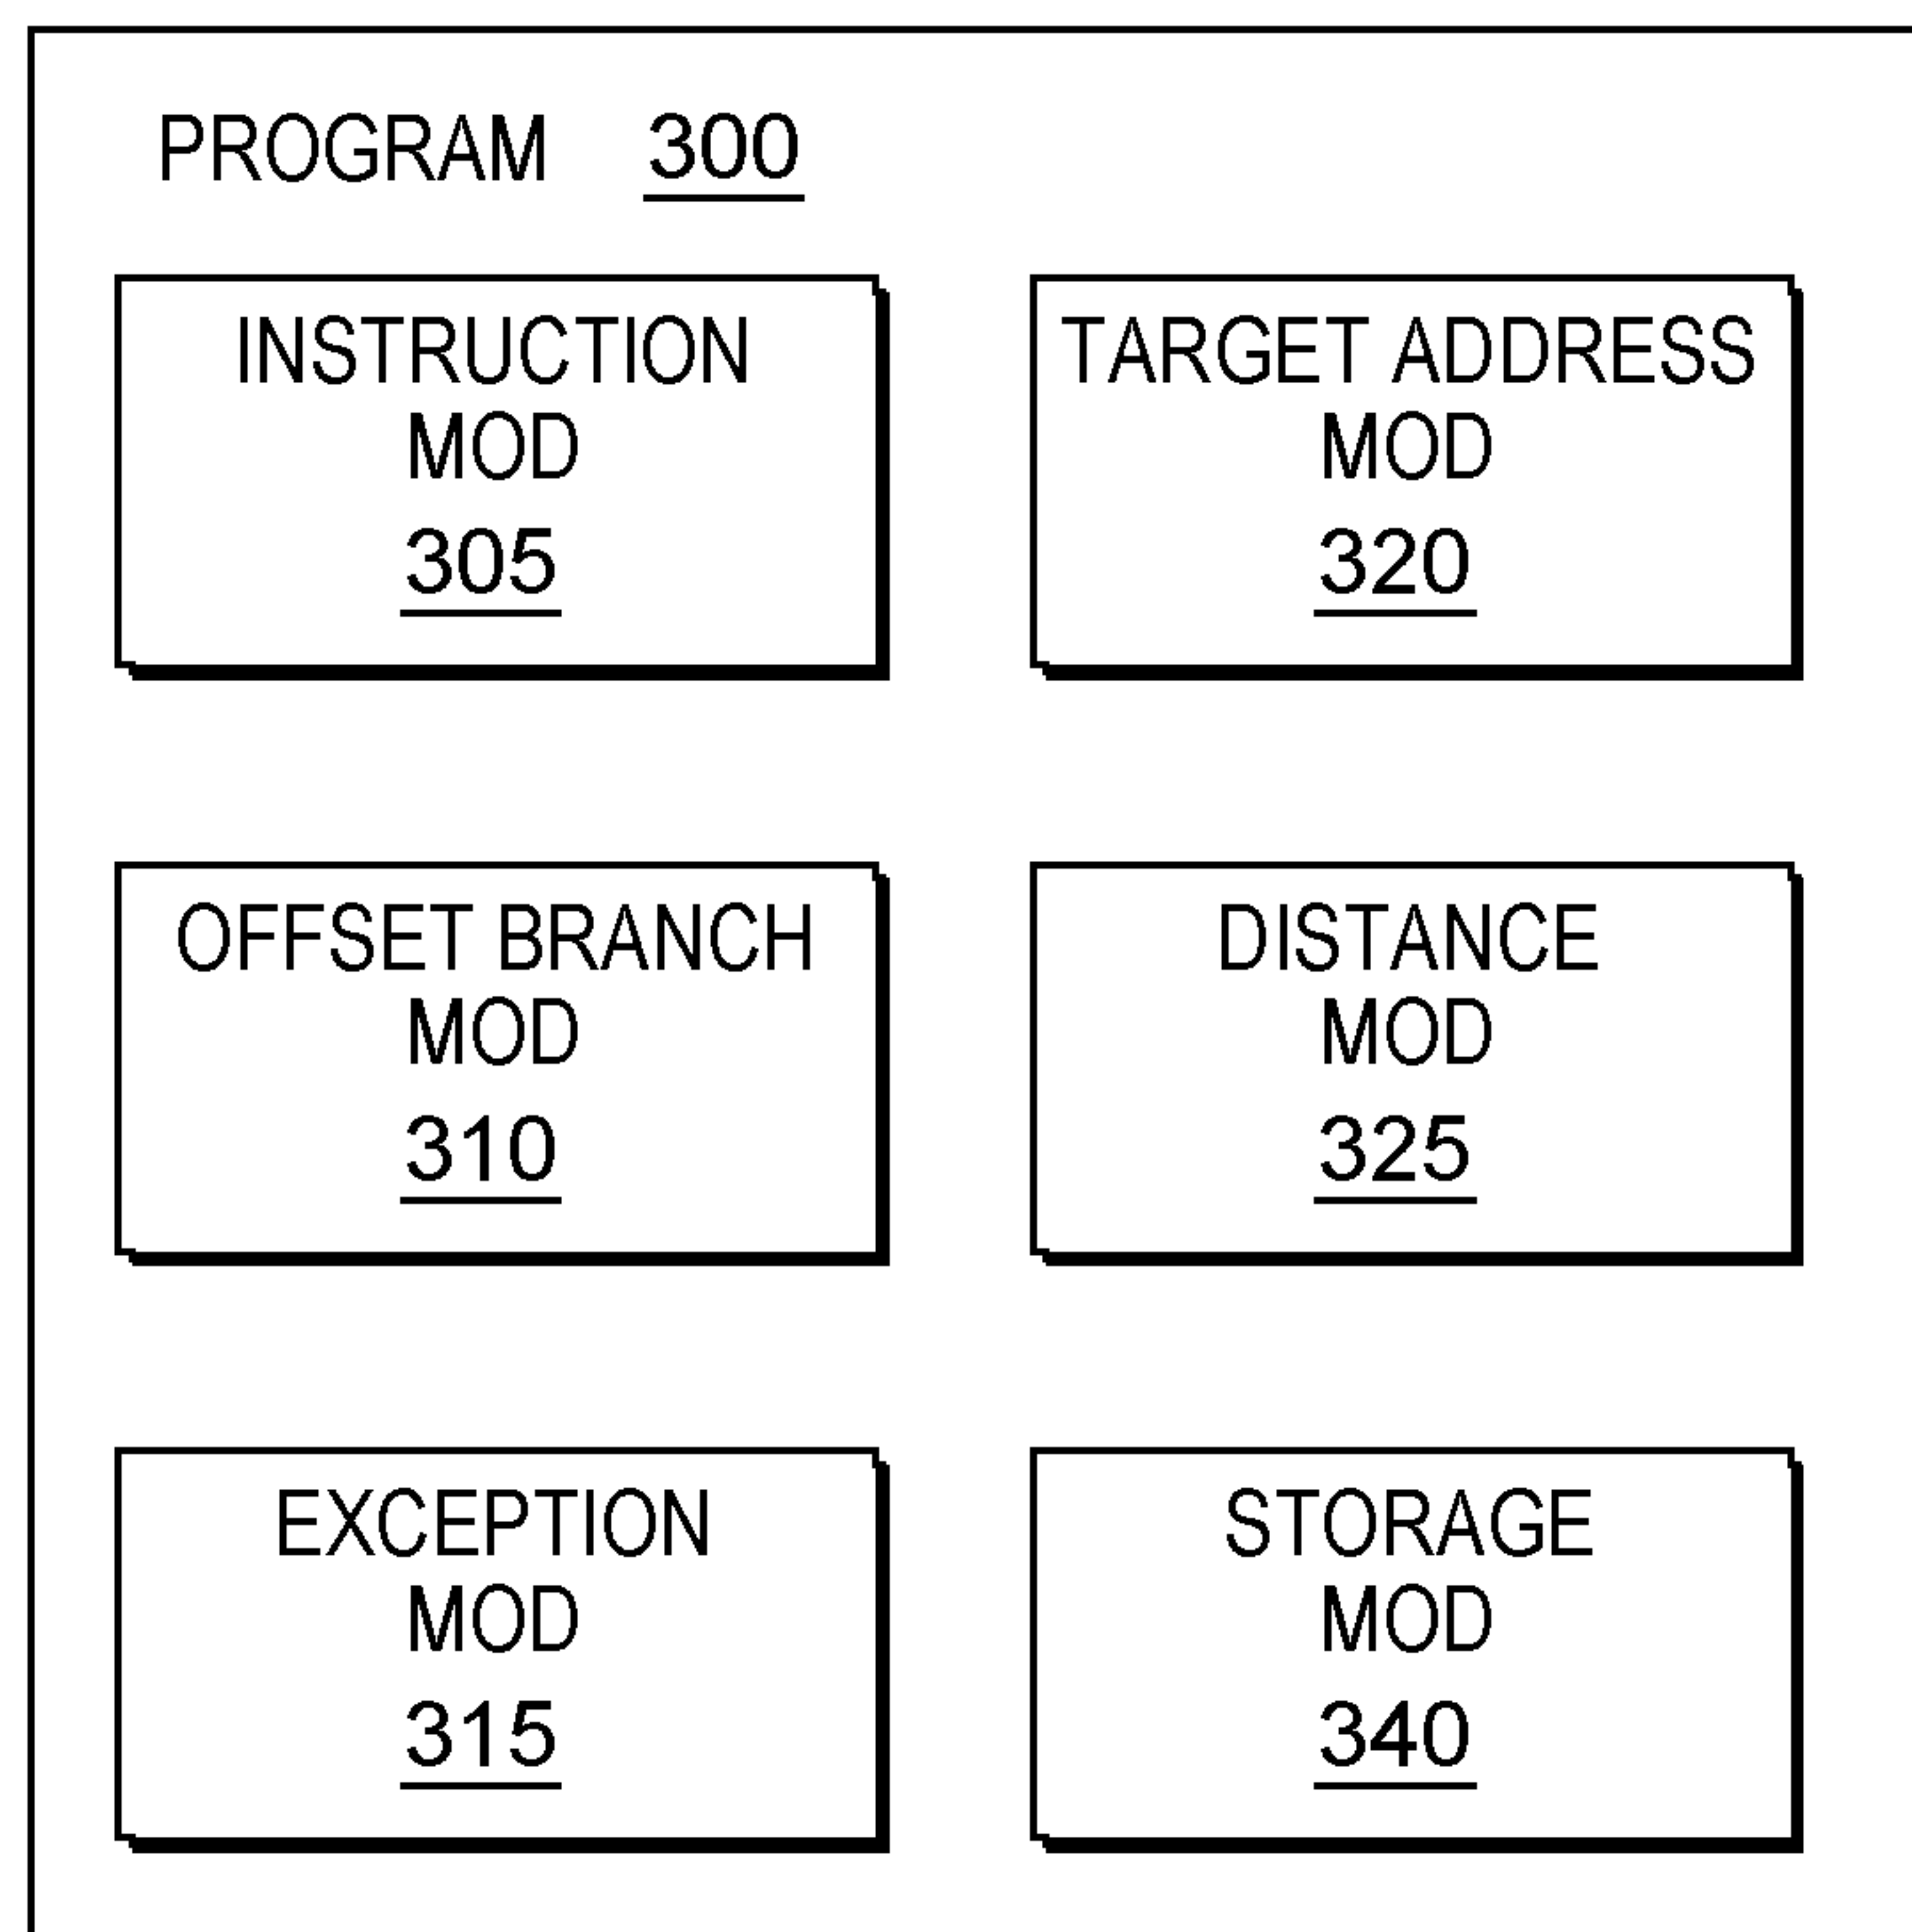 PROGRAM 300
INSTRUCTION
MOD
305
TARGET ADDRESS
MOD
320
OFFSET BRANCH
MOD
310
DISTANCE
MOD
325
EXCEPTION
MOD
315
STORAGE
MOD
340